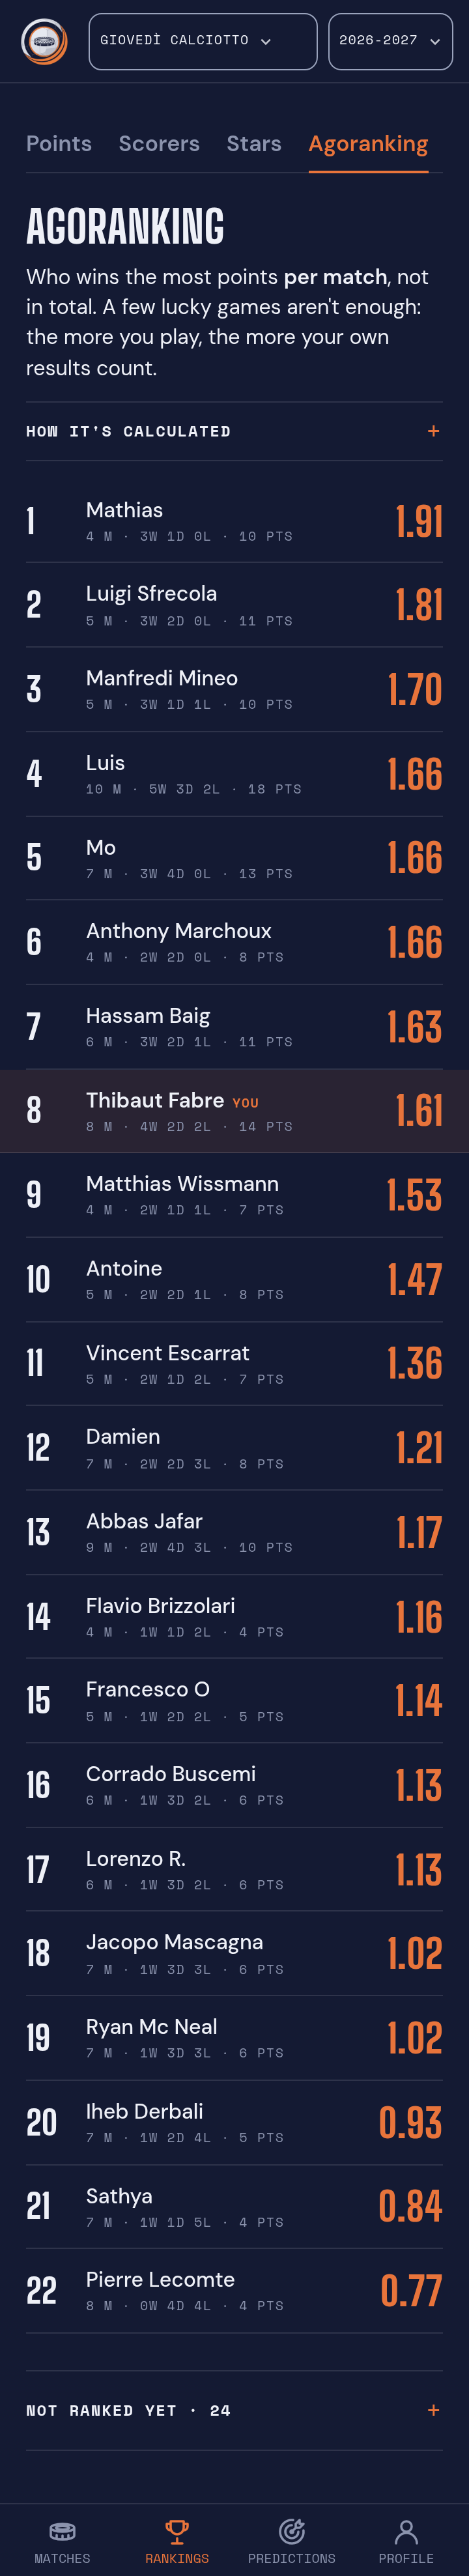 GIOVEDÌ CALCIOTTO
2026-2027
Points Scorers Stars Agoranking
AGORANKING
Who wins the most points per match, not
in total. A few lucky games aren't enough:
the more you play, the more your own
results count.
HOW IT'S CALCULATED +
1 Mathias 1.91
4 M · 3W 1D 0L · 10 PTS
2 Luigi Sfrecola 1.81
5 M · 3W 2D 0L · 11 PTS
3 Manfredi Mineo 1.70
5 M · 3W 1D 1L · 10 PTS
4 Luis 1.66
10 M · 5W 3D 2L · 18 PTS
5 Mo 1.66
7 M · 3W 4D 0L · 13 PTS
6 Anthony Marchoux 1.66
4 M · 2W 2D 0L · 8 PTS
7 Hassam Baig 1.63
6 M · 3W 2D 1L · 11 PTS
8 Thibaut Fabre YOU 1.61
8 M · 4W 2D 2L · 14 PTS
9 Matthias Wissmann 1.53
4 M · 2W 1D 1L · 7 PTS
10 Antoine 1.47
5 M · 2W 2D 1L · 8 PTS
11 Vincent Escarrat 1.36
5 M · 2W 1D 2L · 7 PTS
12 Damien 1.21
7 M · 2W 2D 3L · 8 PTS
13 Abbas Jafar 1.17
9 M · 2W 4D 3L · 10 PTS
14 Flavio Brizzolari 1.16
4 M · 1W 1D 2L · 4 PTS
15 Francesco O 1.14
5 M · 1W 2D 2L · 5 PTS
16 Corrado Buscemi 1.13
6 M · 1W 3D 2L · 6 PTS
17 Lorenzo R. 1.13
6 M · 1W 3D 2L · 6 PTS
18 Jacopo Mascagna 1.02
7 M · 1W 3D 3L · 6 PTS
19 Ryan Mc Neal 1.02
7 M · 1W 3D 3L · 6 PTS
20 Iheb Derbali 0.93
7 M · 1W 2D 4L · 5 PTS
21 Sathya 0.84
7 M · 1W 1D 5L · 4 PTS
22 Pierre Lecomte 0.77
8 M · 0W 4D 4L · 4 PTS
NOT RANKED YET · 24 +
MATCHES RANKINGS PREDICTIONS PROFILE